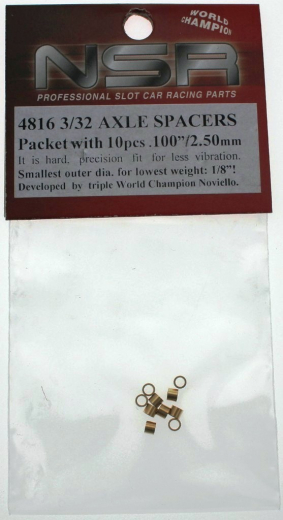 WORLD
CHAMPION
NSR
PROFESSIONAL SLOT CAR RACING PARTS
4816 3/32 AXLE SPACERS
Packet with 10pcs .100"/2.50mm
It is hard, precision fit for less vibration.
Smallest outer dia. for lowest weight: 1/8"!
Developed by triple World Champion Noviello.